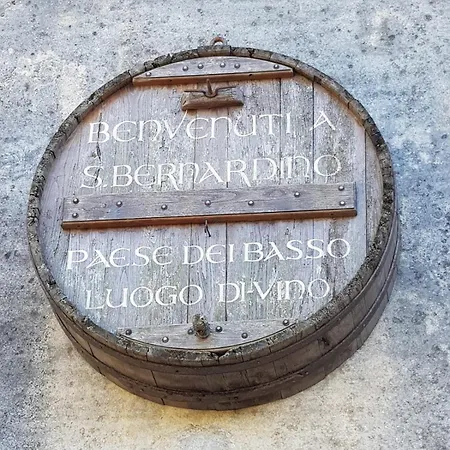 BENVENUTI A
S. BERNARDINO
PAESE DEI BASSO
LUOGO DI-VINO